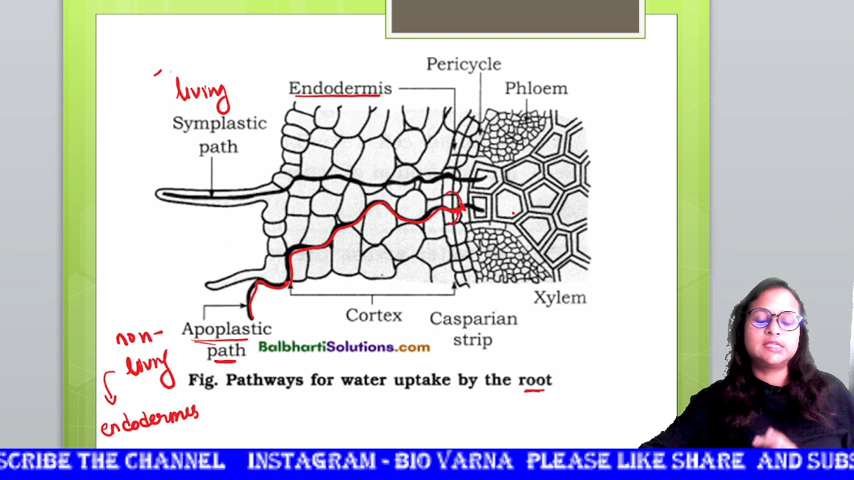 Pericycle
living
Endodermis
Phloem
Symplastic
path
Xylem
Cortex
Casparian
strip
Apoplastic
path
non-
living
BalbhartiSolutions.com
Fig. Pathways for water uptake by the root
endodermis
SCRIBE THE CHANNEL INSTAGRAM - BIO VARNA PLEASE LIKE SHARE AND SUBS